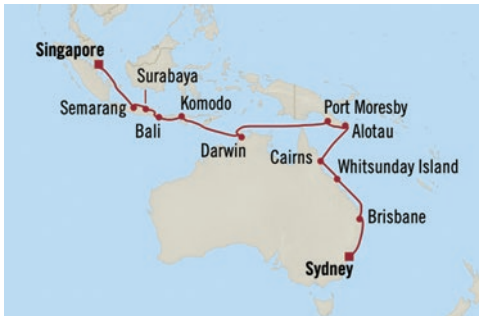 Singapore
Surabaya
Semarang
Komodo
Bali
Port Moresby
Darwin
Alotau
Cairns
Whitsunday Island
Brisbane
Sydney